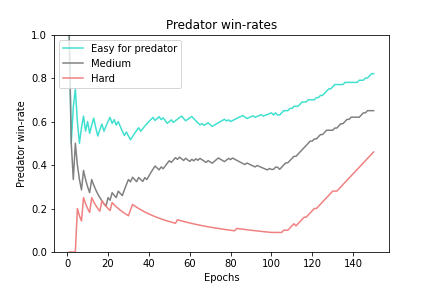 Predator win-rates
Predator win-rate
1.0
0.8
0.6
0.4
0.2
0.0
Easy for predator
Medium
Hard
0 20 40 60 80 100 120 140
Epochs